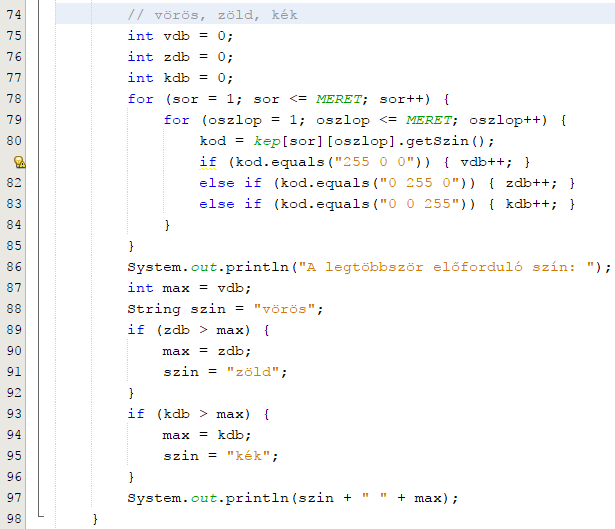 74 // vörös, zöld, kék
75 int vdb = 0;
76 int zdb = 0;
77 int kdb = 0;
78 for (sor = 1; sor <= MERET; sor++) {
79 for (oszlop = 1; oszlop <= MERET; oszlop++) {
80 kod = kep[sor][oszlop].getSzin();
if (kod.equals("255 0 0")) { vdb++; }
82 else if (kod.equals("0 255 0")) { zdb++; }
83 else if (kod.equals("0 0 255")) { kdb++; }
84 }
85 }
86 System.out.println("A legtöbbször előforduló szín: ");
87 int max = vdb;
88 String szin = "vörös";
89 if (zdb > max) {
90 max = zdb;
91 szin = "zöld";
92 }
93 if (kdb > max) {
94 max = kdb;
95 szin = "kék";
96 }
97 System.out.println(szin + " " + max);
98 }